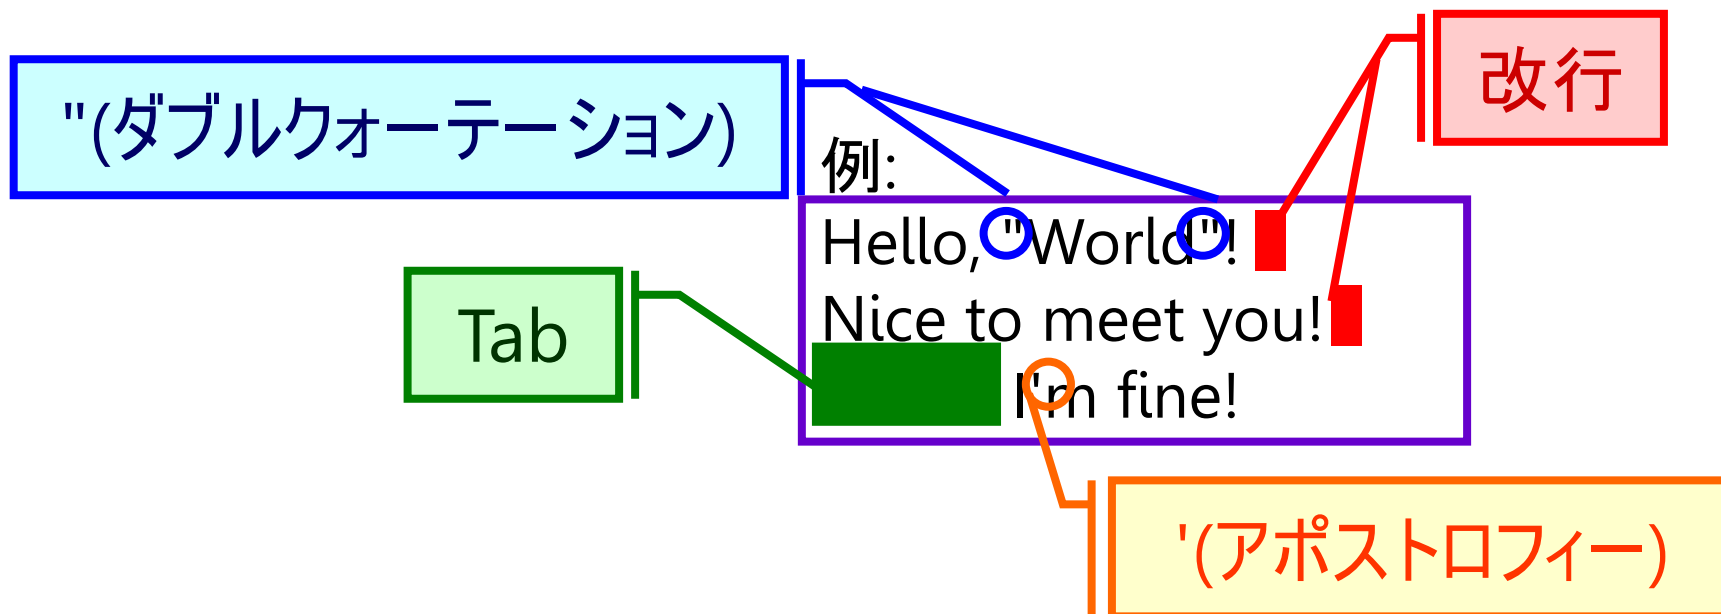 改行
"(ダブルクォーテーション)
例:
Hello, "World"!
Nice to meet you!
Tab
I'm fine!
'(アポストロフィー)